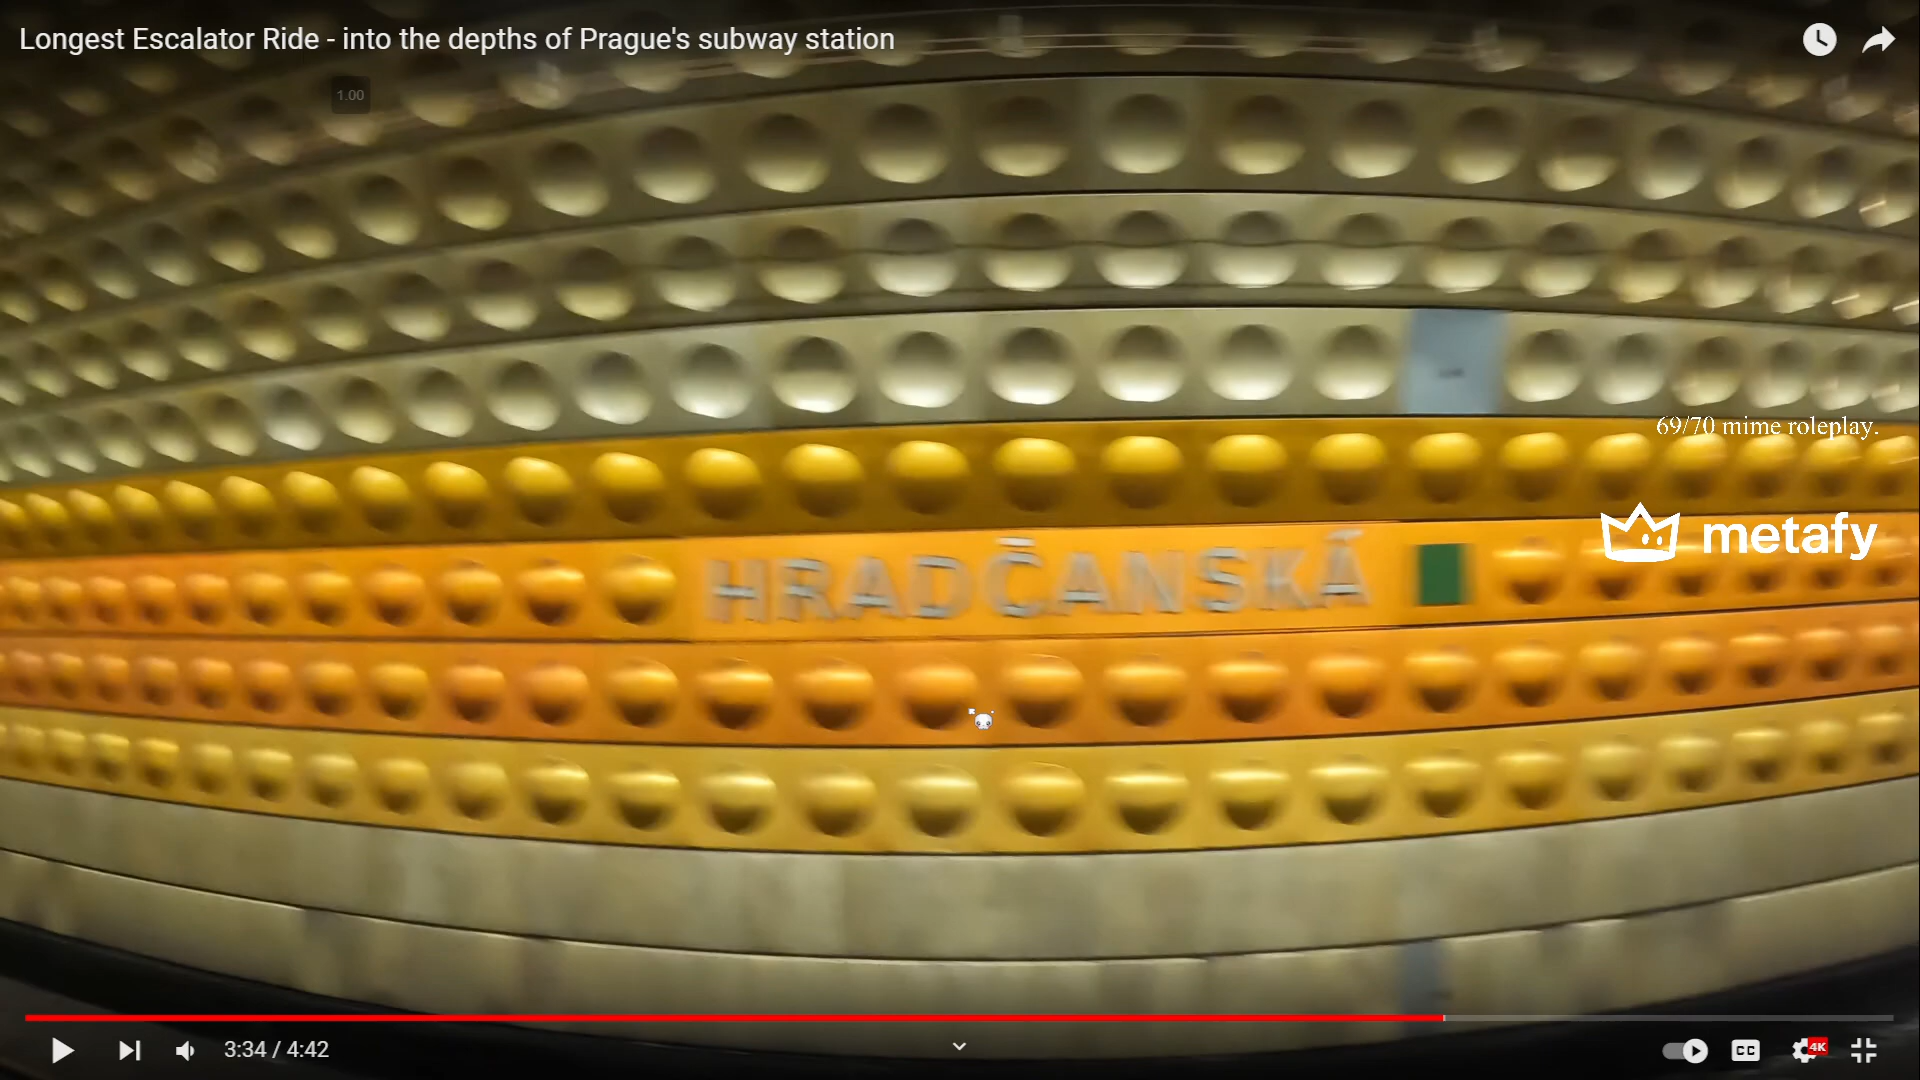 Longest Escalator Ride - into the depths of Prague's subway station
1.00
69/70 mime roleplay.
metafy
HRADČANSKÁ
3:34 / 4:42
CC
4K